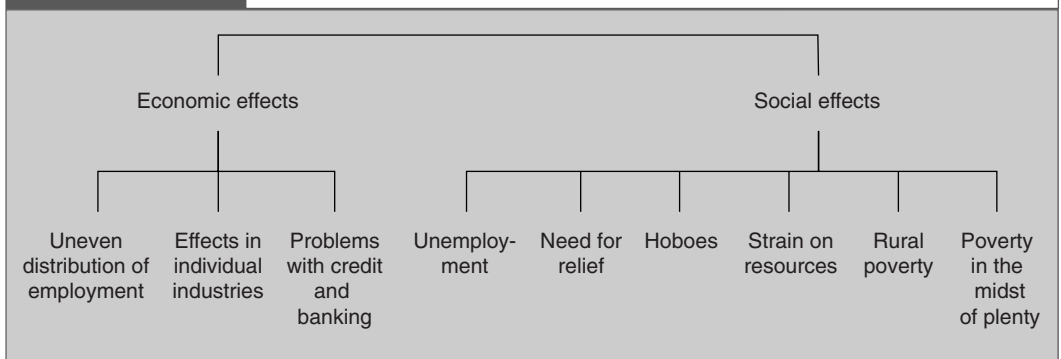 Economic effects
Social effects
Uneven
distribution of
employment
Effects in
individual
industries
Problems
with credit
and
banking
Unemploy-
ment
Need for
relief
Hoboes
Strain on
resources
Rural
poverty
Poverty
in the
midst
of plenty